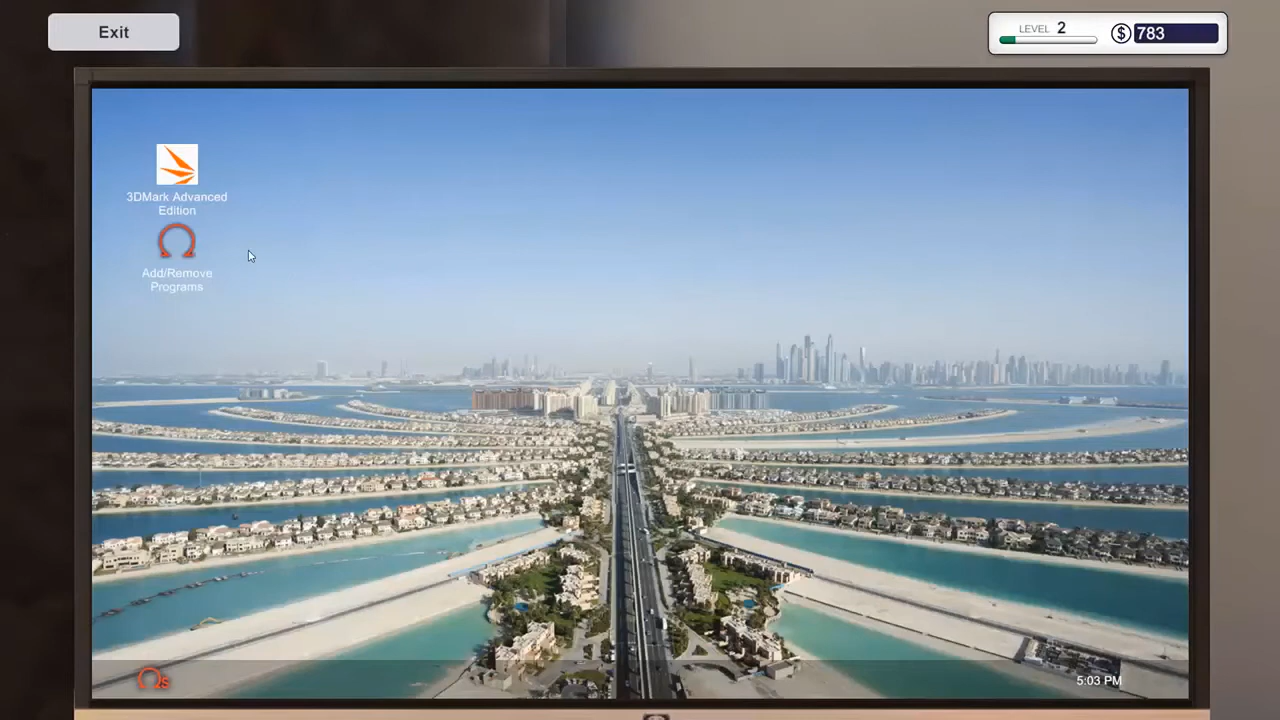 Exit
LEVEL 2
$ 783
3DMark Advanced
Edition
Add/Remove
Programs
5:03 PM